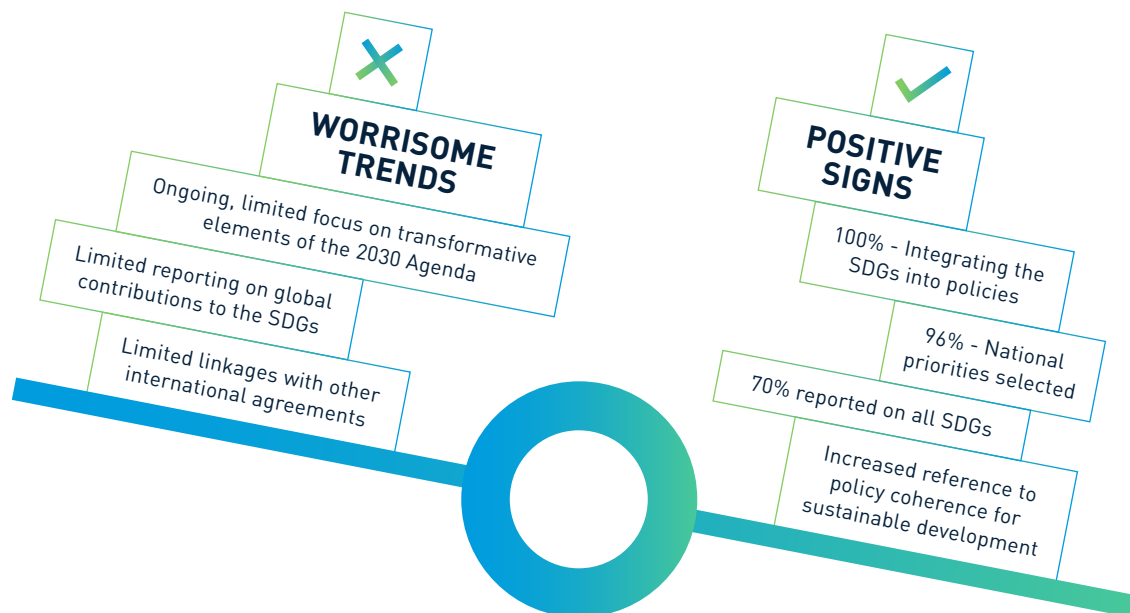 WORRISOME
TRENDS
Ongoing, limited focus on transformative
elements of the 2030 Agenda
Limited reporting on global
contributions to the SDGs
Limited linkages with other
international agreements
POSITIVE
SIGNS
100% - Integrating the
SDGs into policies
96% - National
priorities selected
70% reported on all SDGs
Increased reference to
policy coherence for
sustainable development